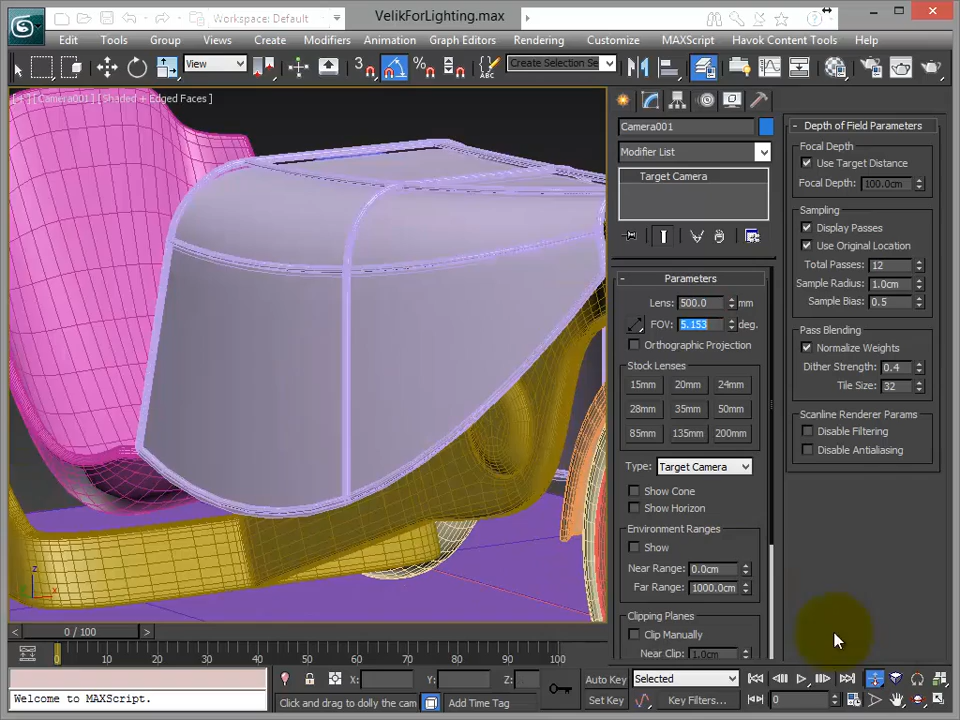 Workspace: Default
VelikForLighting.max
Edit Tools Group Views Create Modifiers Animation Graph Editors Rendering Customize MAXScript Havok Content Tools Help
View
3
Create Selection Se
[+] [Camera001] [Shaded + Edged Faces]
Camera001
Modifier List
Target Camera
Parameters
Lens: 500.0 mm
FOV: 5.153 deg.
Orthographic Projection
Stock Lenses
15mm 20mm 24mm
28mm 35mm 50mm
85mm 135mm 200mm
Type: Target Camera
Show Cone
Show Horizon
Environment Ranges
Show
Near Range: 0.0cm
Far Range: 1000.0cm
Clipping Planes
Clip Manually
Near Clip: 1.0cm
Depth of Field Parameters
Focal Depth
Use Target Distance
Focal Depth: 100.0cm
Sampling
Display Passes
Use Original Location
Total Passes: 12
Sample Radius: 1.0cm
Sample Bias: 0.5
Pass Blending
Normalize Weights
Dither Strength: 0.4
Tile Size: 32
Scanline Renderer Params
Disable Filtering
Disable Antialiasing
z
x
< 0 / 100 >
0 10 20 30 40 50 60 70 80 90 100
X: Y: Z:
Auto Key Selected
Set Key Key Filters...
0
Welcome to MAXScript.
Click and drag to dolly the cam
Add Time Tag